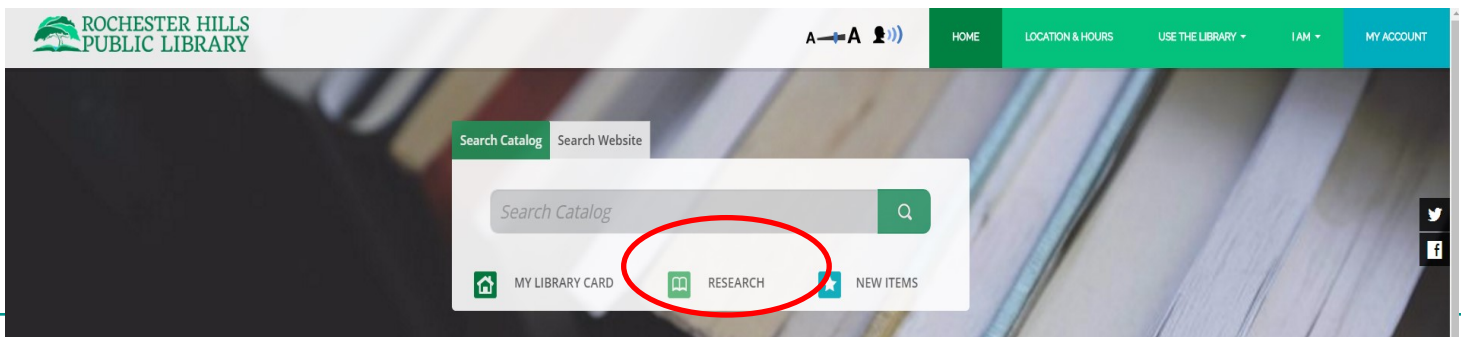 ROCHESTER HILLS
PUBLIC LIBRARY
A A
HOME
LOCATION & HOURS
USE THE LIBRARY
I AM
MY ACCOUNT
Search Catalog
Search Website
Search Catalog
MY LIBRARY CARD
RESEARCH
NEW ITEMS